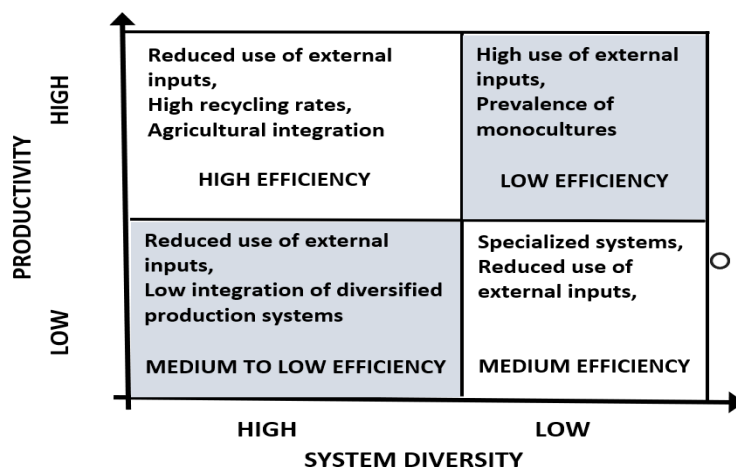 Reduced use of external
inputs,
High recycling rates,
Agricultural integration
HIGH EFFICIENCY
High use of external
inputs,
Prevalence of
monocultures
LOW EFFICIENCY
Reduced use of external
inputs,
Low integration of diversified
production systems
MEDIUM TO LOW EFFICIENCY
Specialized systems,
Reduced use of
external inputs,
MEDIUM EFFICIENCY
PRODUCTIVITY
HIGH
LOW
HIGH
LOW
SYSTEM DIVERSITY